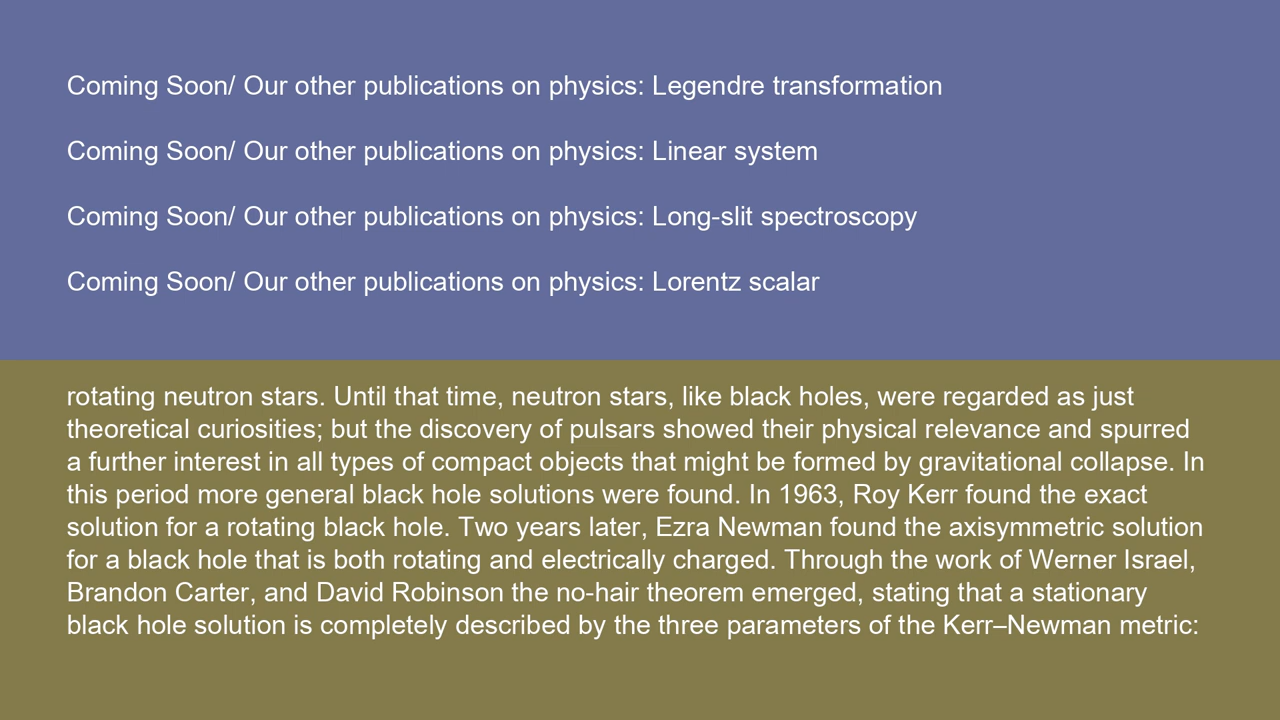 Coming Soon/ Our other publications on physics: Legendre transformation
Coming Soon/ Our other publications on physics: Linear system
Coming Soon/ Our other publications on physics: Long-slit spectroscopy
Coming Soon/ Our other publications on physics: Lorentz scalar
rotating neutron stars. Until that time, neutron stars, like black holes, were regarded as just
theoretical curiosities; but the discovery of pulsars showed their physical relevance and spurred
a further interest in all types of compact objects that might be formed by gravitational collapse. In
this period more general black hole solutions were found. In 1963, Roy Kerr found the exact
solution for a rotating black hole. Two years later, Ezra Newman found the axisymmetric solution
for a black hole that is both rotating and electrically charged. Through the work of Werner Israel,
Brandon Carter, and David Robinson the no-hair theorem emerged, stating that a stationary
black hole solution is completely described by the three parameters of the Kerr–Newman metric: